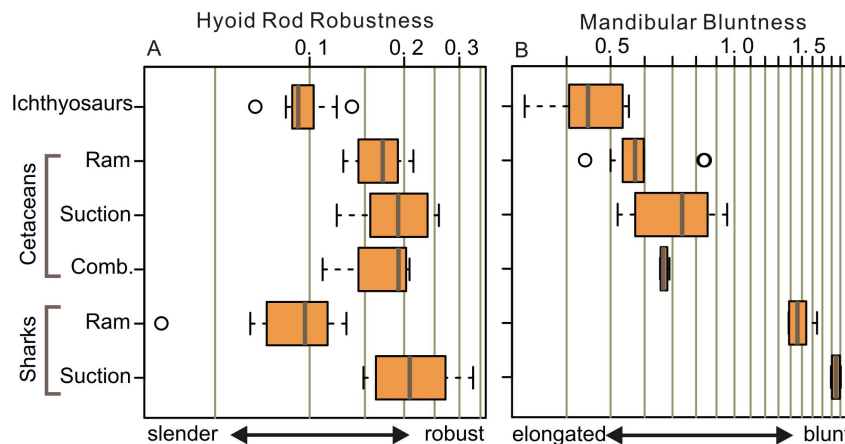 Hyoid Rod Robustness
Mandibular Bluntness
A
0.1
0.2
0.3
B
0.5
1.0
1.5
Ichthyosaurs
Cetaceans
Ram
Suction
Comb.
Sharks
Ram
Suction
slender
robust
elongated
blunt